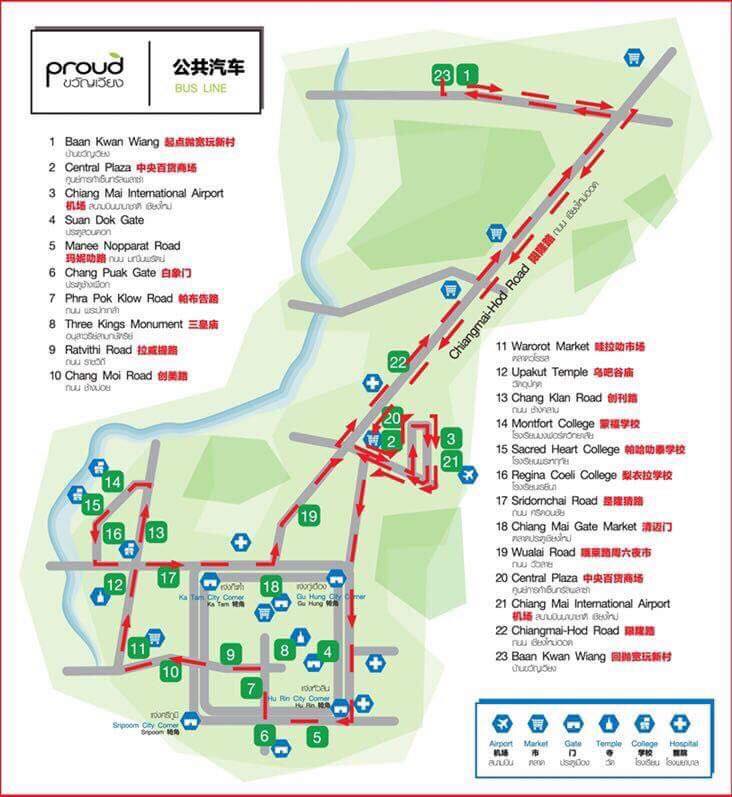 proud
ขวัญเวียง
公共汽车
BUS LINE
1 Baan Kwan Wiang 起点抛宽玩新村
บ้านขวัญเวียง
2 Central Plaza 中央百货商场
ศูนย์การค้าเซ็นทรัลพลาซ่า
3 Chiang Mai International Airport
机场 สนามบินนานาชาติ เชียงใหม่
4 Suan Dok Gate
ประตูสวนดอก
5 Manee Nopparat Road
玛妮叻路 ถนน มณีนพรัตน์
6 Chang Puak Gate 白象门
ประตูช้างเผือก
7 Phra Pok Klow Road 帕布告路
ถนน พระปกเกล้า
8 Three Kings Monument 三皇庙
อนุสาวรีย์สามกษัตริย์
9 Ratvithi Road 拉威提路
ถนน ราชวิถี
10 Chang Moi Road 创美路
ถนน ช้างม่อย
11 Warorot Market 哇拉叻市场
ตลาดวโรรส
12 Upakut Temple 乌吧谷庙
วัดอุปคุต
13 Chang Klan Road 创刊路
ถนน ช้างคลาน
14 Montfort College 蒙福学校
โรงเรียนมงฟอร์ตวิทยาลัย
15 Sacred Heart College 帕哈叻泰学校
โรงเรียนพระหฤทัย
16 Regina Coeli College 梨衣拉学校
โรงเรียนเรยีนา
17 Sridornchai Road 是隆猜路
ถนน ศรีดอนชัย
18 Chiang Mai Gate Market 清迈门
ตลาดประตูเชียงใหม่
19 Wualai Road 哦莱路周六夜市
ถนน วัวลาย
20 Central Plaza 中央百货商场
ศูนย์การค้าเซ็นทรัลพลาซ่า
21 Chiang Mai International Airport
机场 สนามบินนานาชาติ เชียงใหม่
22 Chiangmai-Hod Road 限隆路
ถนน เชียงใหม่ฮอด
23 Baan Kwan Wiang 回抛宽玩新村
บ้านขวัญเวียง
23 1
Chiangmai-Hod Road 限隆路 ถนน เชียงใหม่ฮอด
22
20
2
3
21
14
15
16
13
19
12
17
18
แจ่งก๊ะต๊ำ
Ka Tam City Corner
Ka Tam 转角
แจ่งกู่เฮือง
Gu Hung City Corner
Gu Hung 转角
11
10
9
8
4
7
แจ่งหัวลิน
Hu Rin City Corner
Hu Rin 转角
แจ่งศรีภูมิ
Sripoom City Corner
Sripoom 转角
6
5
Airport Market Gate Temple College Hospital
机场 市 门 寺 学校 医院
สนามบิน ตลาด ประตูเมือง วัด โรงเรียน โรงพยาบาล